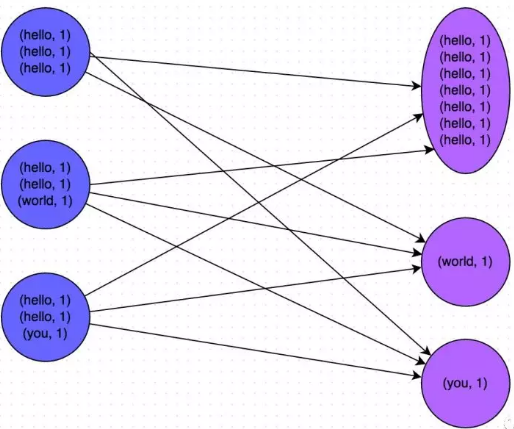 (hello, 1)
(hello, 1)
(hello, 1)
(hello, 1)
(hello, 1)
(world, 1)
(hello, 1)
(hello, 1)
(you, 1)
(hello, 1)
(hello, 1)
(hello, 1)
(hello, 1)
(hello, 1)
(hello, 1)
(hello, 1)
(world, 1)
(you, 1)